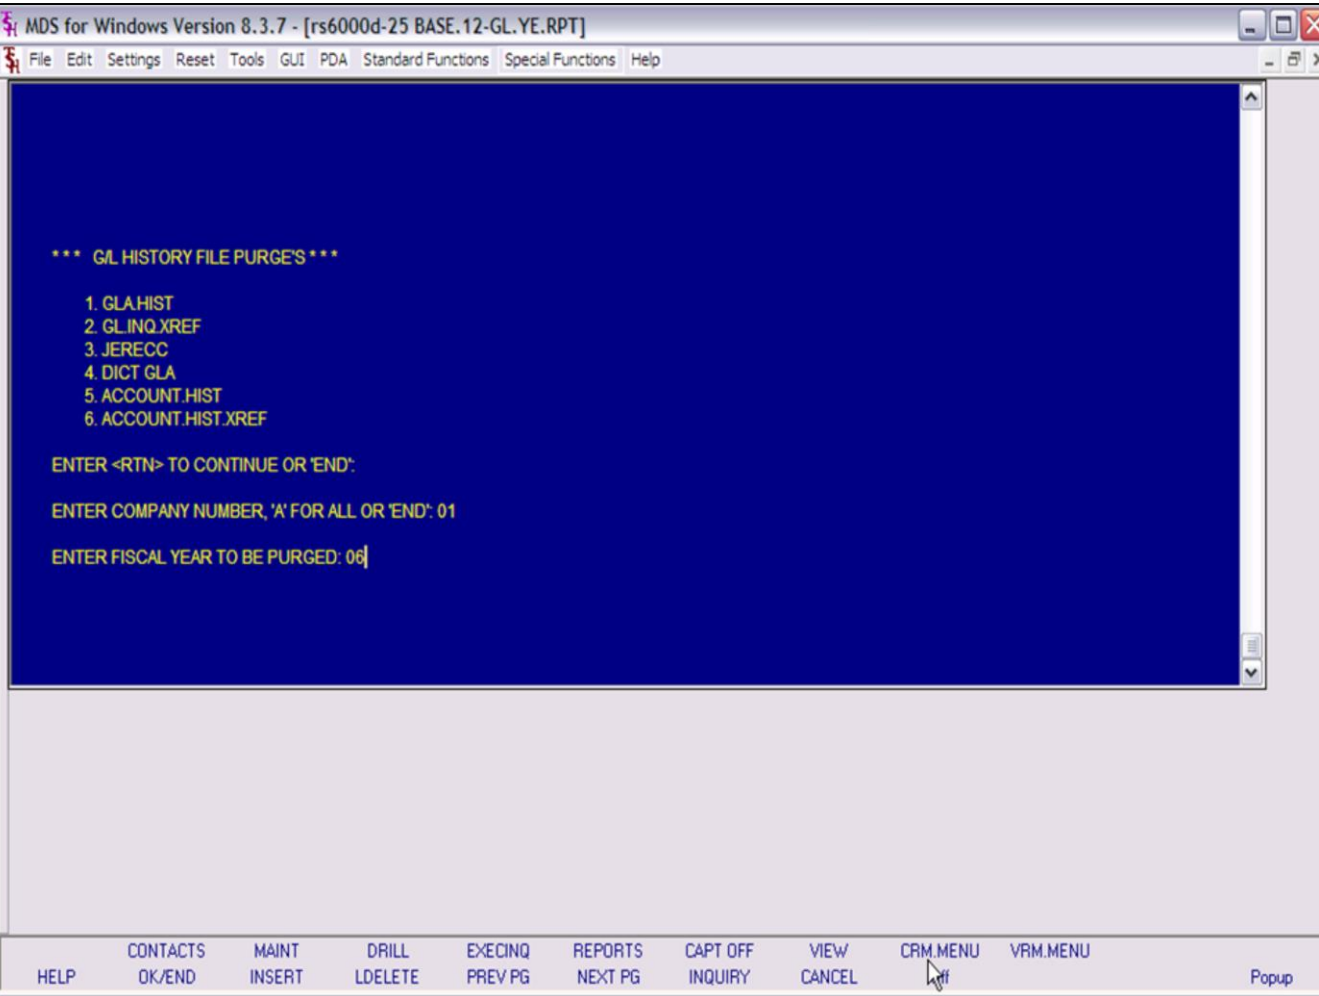 MDS for Windows Version 8.3.7 - [rs6000d-25 BASE.12-GL.YE.RPT]
File Edit Settings Reset Tools GUI PDA Standard Functions Special Functions Help
* * * G/L HISTORY FILE PURGE'S * * *
1. GLA.HIST
2. GL.INQ.XREF
3. JERECC
4. DICT GLA
5. ACCOUNT.HIST
6. ACCOUNT.HIST.XREF
ENTER <RTN> TO CONTINUE OR 'END':
ENTER COMPANY NUMBER, 'A' FOR ALL OR 'END': 01
ENTER FISCAL YEAR TO BE PURGED: 06
CONTACTS MAINT DRILL EXECINQ REPORTS CAPT OFF VIEW CRM.MENU VRM.MENU
HELP OK/END INSERT LDELETE PREV PG NEXT PG INQUIRY CANCEL Popup